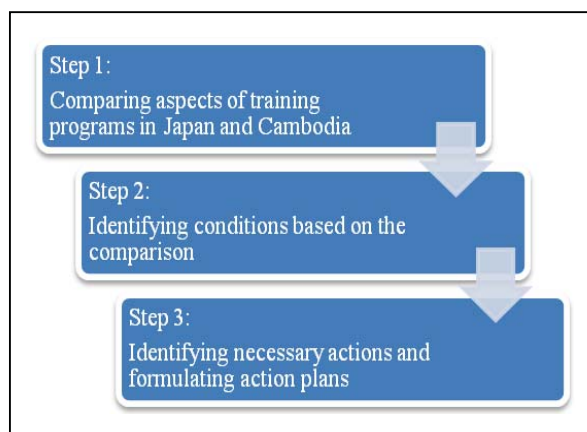 Step 1:
Comparing aspects of training
programs in Japan and Cambodia
Step 2:
Identifying conditions based on the
comparison
Step 3:
Identifying necessary actions and
formulating action plans